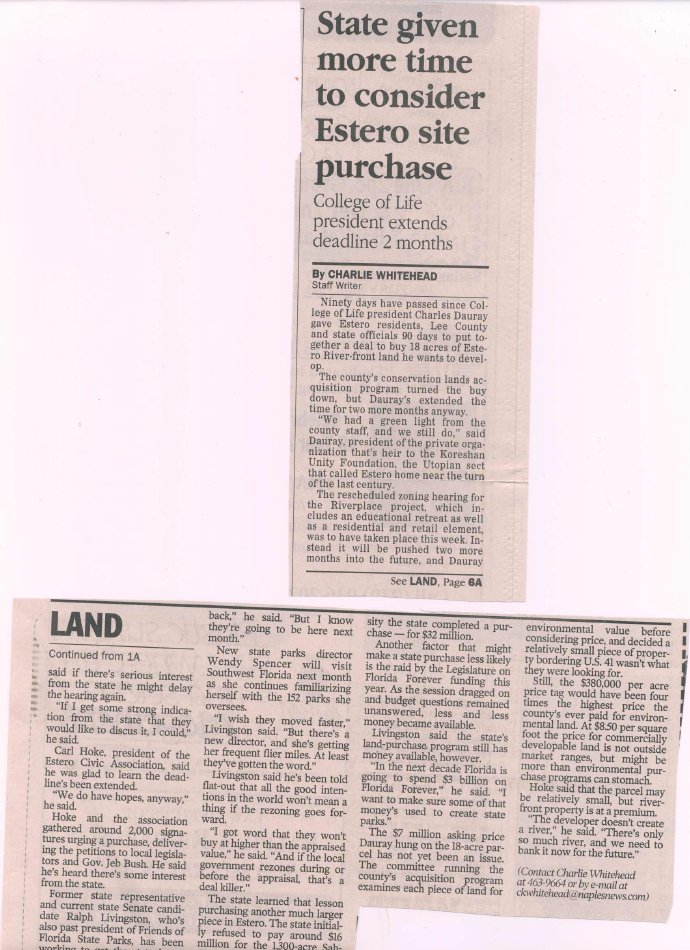 State given
more time
to consider
Estero site
purchase
College of Life
president extends
deadline 2 months
By CHARLIE WHITEHEAD
Staff Writer
Ninety days have passed since Col-
lege of Life president Charles Dauray
gave Estero residents, Lee County
and state officials 90 days to put to-
gether a deal to buy 18 acres of Este-
ro River-front land he wants to devel-
op.
The county's conservation lands ac-
quisition program turned the buy
down, but Dauray's extended the
time for two more months anyway.
"We had a green light from the
county staff, and we still do," said
Dauray, president of the private orga-
nization that's heir to the Koreshan
Unity Foundation, the Utopian sect
that called Estero home near the turn
of the last century.
The rescheduled zoning hearing for
the Riverplace project, which in-
cludes an educational retreat as well
as a residential and retail element,
was to have taken place this week. In-
stead it will be pushed two more
months into the future, and Dauray
See LAND, Page 6A
LAND
Continued from 1A
said if there's serious interest
from the state he might delay
the hearing again.
"If I get some strong indica-
tion from the state that they
would like to discus it, I could,"
he said.
Carl Hoke, president of the
Estero Civic Association, said
he was glad to learn the dead-
line's been extended.
"We do have hopes, anyway,"
he said.
Hoke and the association
gathered around 2,000 signa-
tures urging a purchase, deliver-
ing the petitions to local legisla-
tors and Gov. Jeb Bush. He said
he's heard there's some interest
from the state.
Former state representative
and current state Senate candi-
date Ralph Livingston, who's
also past president of Friends of
Florida State Parks, has been
back," he said. "But I know
they're going to be here next
month."
New state parks director
Wendy Spencer will visit
Southwest Florida next month
as she continues familiarizing
herself with the 152 parks she
oversees.
"I wish they moved faster,"
Livingston said. "But there's a
new director, and she's getting
her frequent flier miles. At least
they've gotten the word."
Livingston said he's been told
flat-out that all the good inten-
tions in the world won't mean a
thing if the rezoning goes for-
ward.
"I got word that they won't
buy at higher than the appraised
value," he said. "And if the local
government rezones during or
before the appraisal, that's a
deal killer."
The state learned that lesson
purchasing another much larger
piece in Estero. The state initial-
ly refused to pay around $16
million for the 1,300-acre Sah-
sity the state completed a pur-
chase — for $32 million.
Another factor that might
make a state purchase less likely
is the raid by the Legislature on
Florida Forever funding this
year. As the session dragged on
and budget questions remained
unanswered, less and less
money became available.
Livingston said the state's
land-purchase program still has
money available, however.
"In the next decade Florida is
going to spend $3 billion on
Florida Forever," he said. "I
want to make sure some of that
money's used to create state
parks."
The $7 million asking price
Dauray hung on the 18-acre par-
cel has not yet been an issue.
The committee running the
county's acquisition program
examines each piece of land for
environmental value before
considering price, and decided a
relatively small piece of proper-
ty bordering U.S. 41 wasn't what
they were looking for.
Still, the $380,000 per acre
price tag would have been four
times the highest price the
county's ever paid for environ-
mental land. At $8.50 per square
foot the price for commercially
developable land is not outside
market ranges, but might be
more than environmental pur-
chase programs can stomach.
Hoke said that the parcel may
be relatively small, but river-
front property is at a premium.
"The developer doesn't create
a river," he said. "There's only
so much river, and we need to
bank it now for the future."
(Contact Charlie Whitehead
at 463-9664 or by e-mail at
ckwhitehead@naplesnews.com)